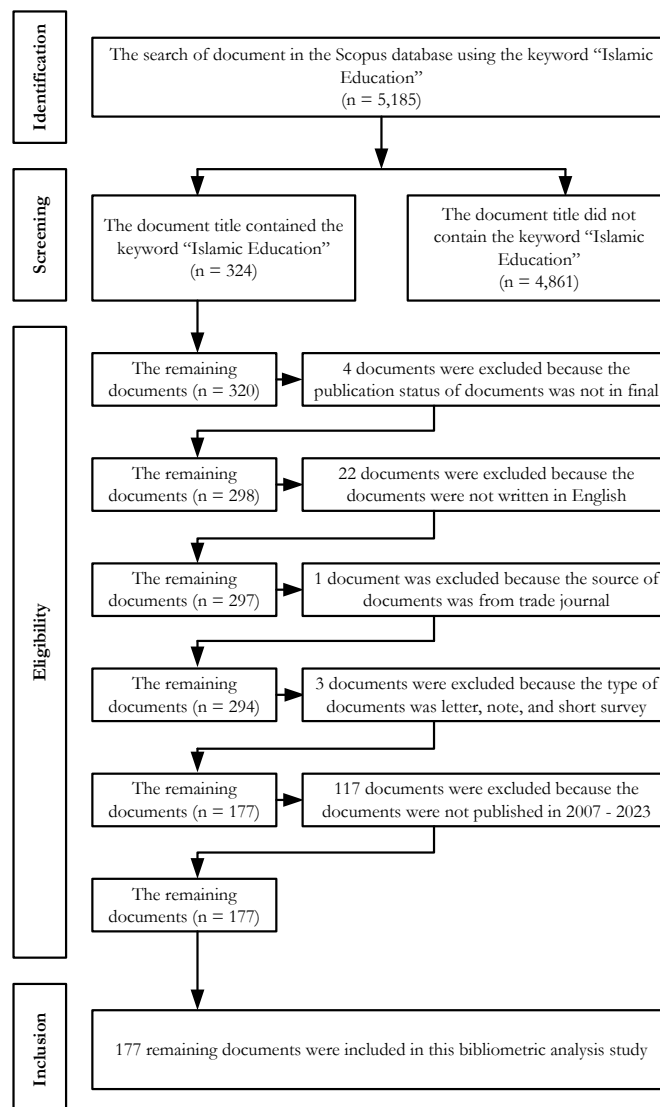 Identification
The search of document in the Scopus database using the keyword “Islamic
Education”
(n = 5,185)
Screening
The document title contained the
keyword “Islamic Education”
(n = 324)
The document title did not
contain the keyword “Islamic
Education”
(n = 4,861)
Eligibility
The remaining
documents (n = 320)
4 documents were excluded because the
publication status of documents was not in final
The remaining
documents (n = 298)
22 documents were excluded because the
documents were not written in English
The remaining
documents (n = 297)
1 document was excluded because the source of
documents was from trade journal
The remaining
documents (n = 294)
3 documents were excluded because the type of
documents was letter, note, and short survey
The remaining
documents (n = 177)
117 documents were excluded because the
documents were not published in 2007 - 2023
The remaining
documents (n = 177)
Inclusion
177 remaining documents were included in this bibliometric analysis study